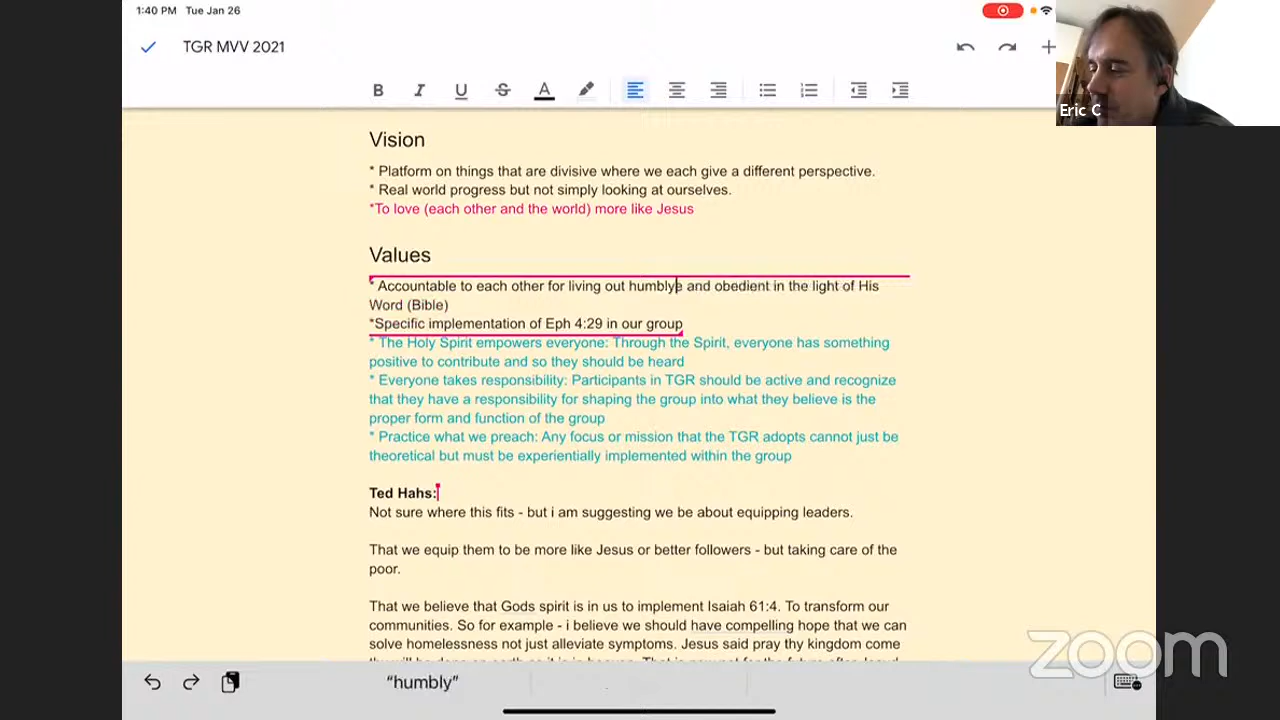 1:40 PM Tue Jan 26
TGR MVV 2021
B I U S A
Eric C
Vision
* Platform on things that are divisive where we each give a different perspective.
* Real world progress but not simply looking at ourselves.
*To love (each other and the world) more like Jesus
Values
* Accountable to each other for living out humblye and obedient in the light of His
Word (Bible)
*Specific implementation of Eph 4:29 in our group
* The Holy Spirit empowers everyone: Through the Spirit, everyone has something
positive to contribute and so they should be heard
* Everyone takes responsibility: Participants in TGR should be active and recognize
that they have a responsibility for shaping the group into what they believe is the
proper form and function of the group
* Practice what we preach: Any focus or mission that the TGR adopts cannot just be
theoretical but must be experientially implemented within the group
Ted Hahs:
Not sure where this fits - but i am suggesting we be about equipping leaders.
That we equip them to be more like Jesus or better followers - but taking care of the
poor.
That we believe that Gods spirit is in us to implement Isaiah 61:4. To transform our
communities. So for example - i believe we should have compelling hope that we can
solve homelessness not just alleviate symptoms. Jesus said pray thy kingdom come
zoom
“humbly”